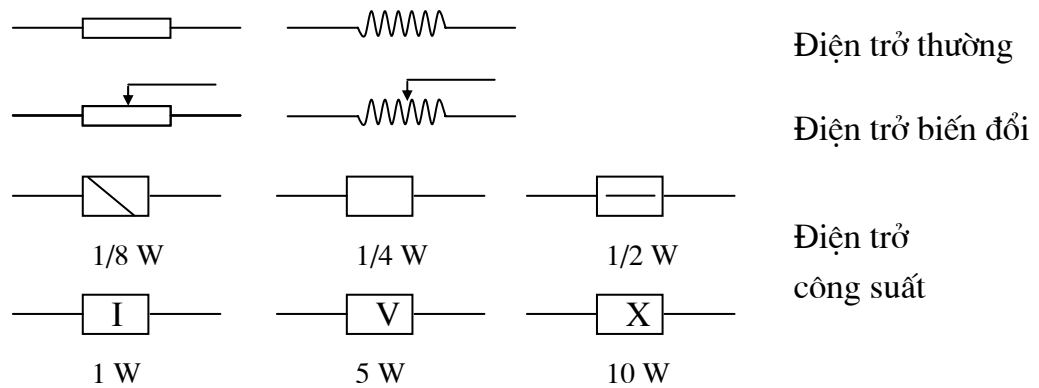 Điện trở thường
Điện trở biến đổi
1/8 W
1/4 W
1/2 W
Điện trở
công suất
I
V
X
1 W
5 W
10 W